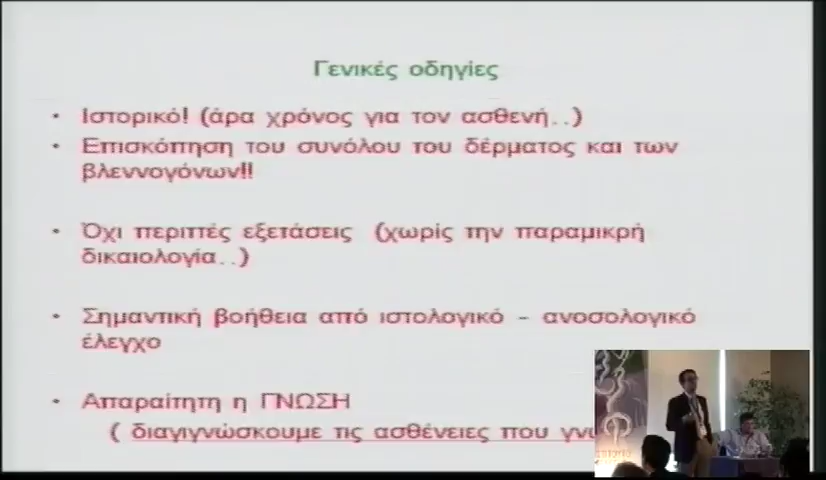 Γενικές οδηγίες
• Ιστορικό! (άρα χρόνος για τον ασθενή..)
• Επισκόπηση του συνόλου του δέρματος και των
βλεννογόνων!!
• Όχι περιττές εξετάσεις (χωρίς την παραμικρή
δικαιολογία..)
• Σημαντική βοήθεια από ιστολογικό – ανοσολογικό
έλεγχο
• Απαραίτητη η ΓΝΩΣΗ
( διαγιγνώσκουμε τις ασθένειες που